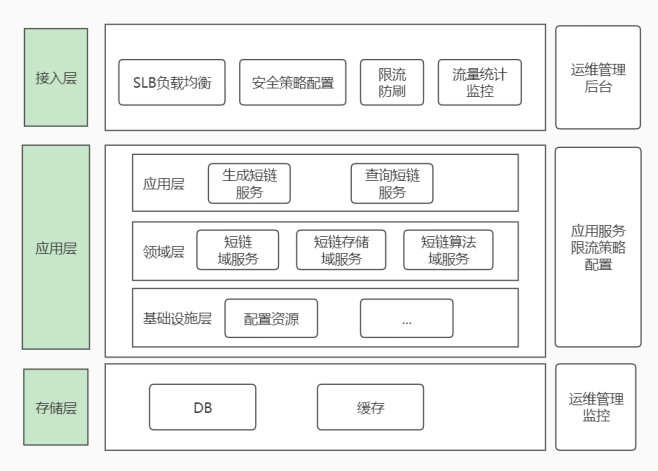 接入层
SLB负载均衡
安全策略配置
限流
防刷
流量统计
监控
运维管理
后台
应用层
应用层
生成短链
服务
查询短链
服务
领域层
短链
域服务
短链存储
域服务
短链算法
域服务
基础设施层
配置资源
...
应用服务
限流策略
配置
存储层
DB
缓存
运维管理
监控